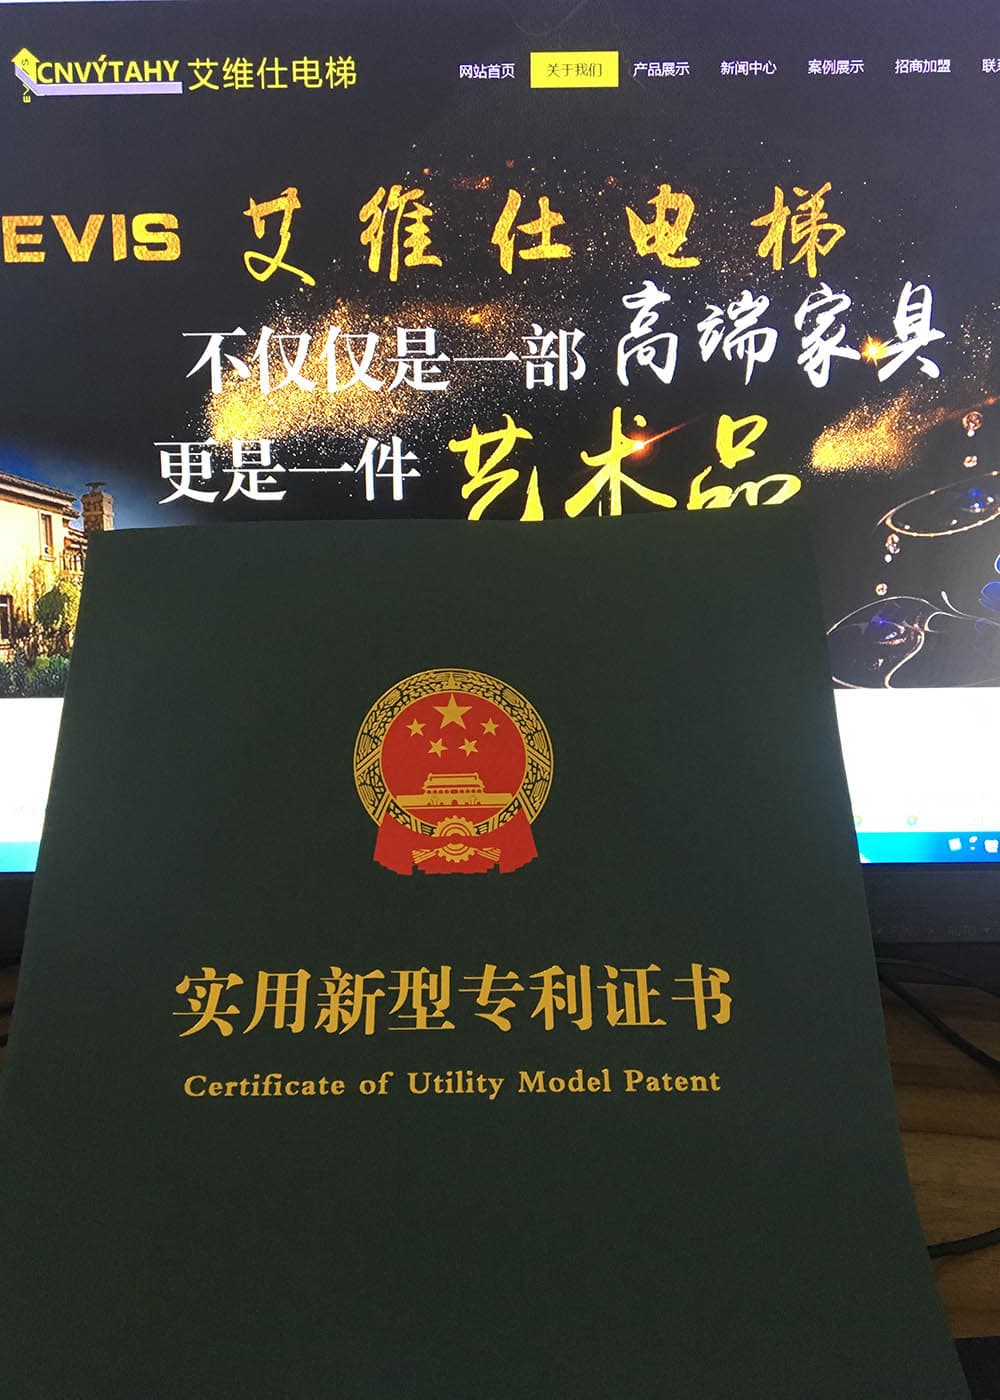 CNVÝTAHY 艾维仕电梯
网站首页 关于我们 产品展示 新闻中心 案例展示 招商加盟
EVIS 艾维仕电梯
不仅仅是一部高端家具
更是一件艺术品
实用新型专利证书
Certificate of Utility Model Patent